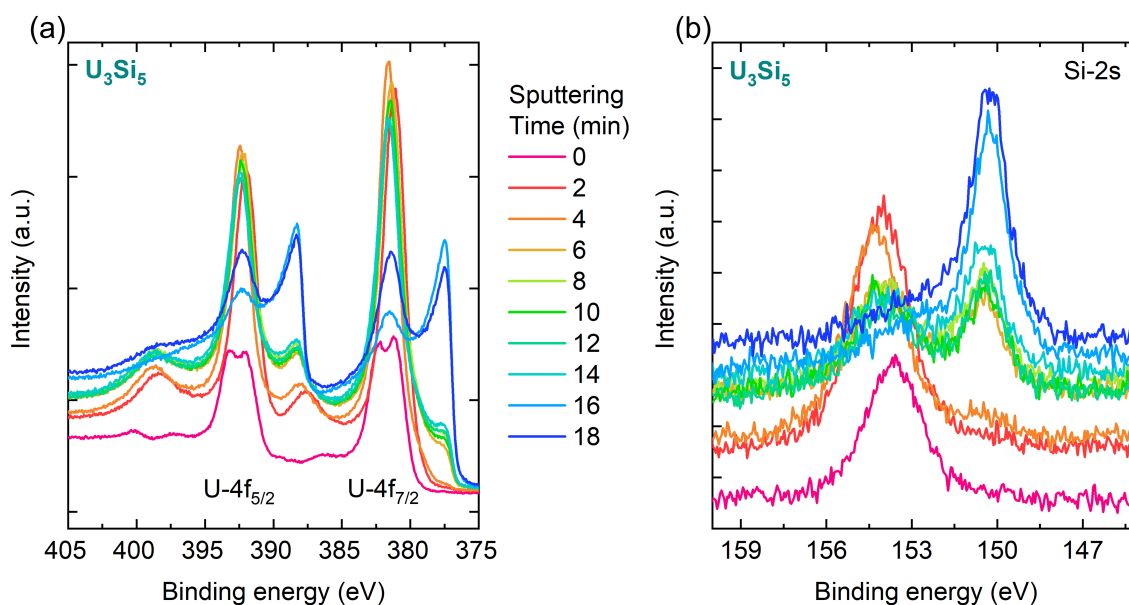 (a)
U₃Si₅
Intensity (a.u.)
U-4f₅/₂
U-4f₇/₂
405 400 395 390 385 380 375
Binding energy (eV)
Sputtering
Time (min)
0
2
4
6
8
10
12
14
16
18
(b)
U₃Si₅ Si-2s
Intensity (a.u.)
159 156 153 150 147
Binding energy (eV)